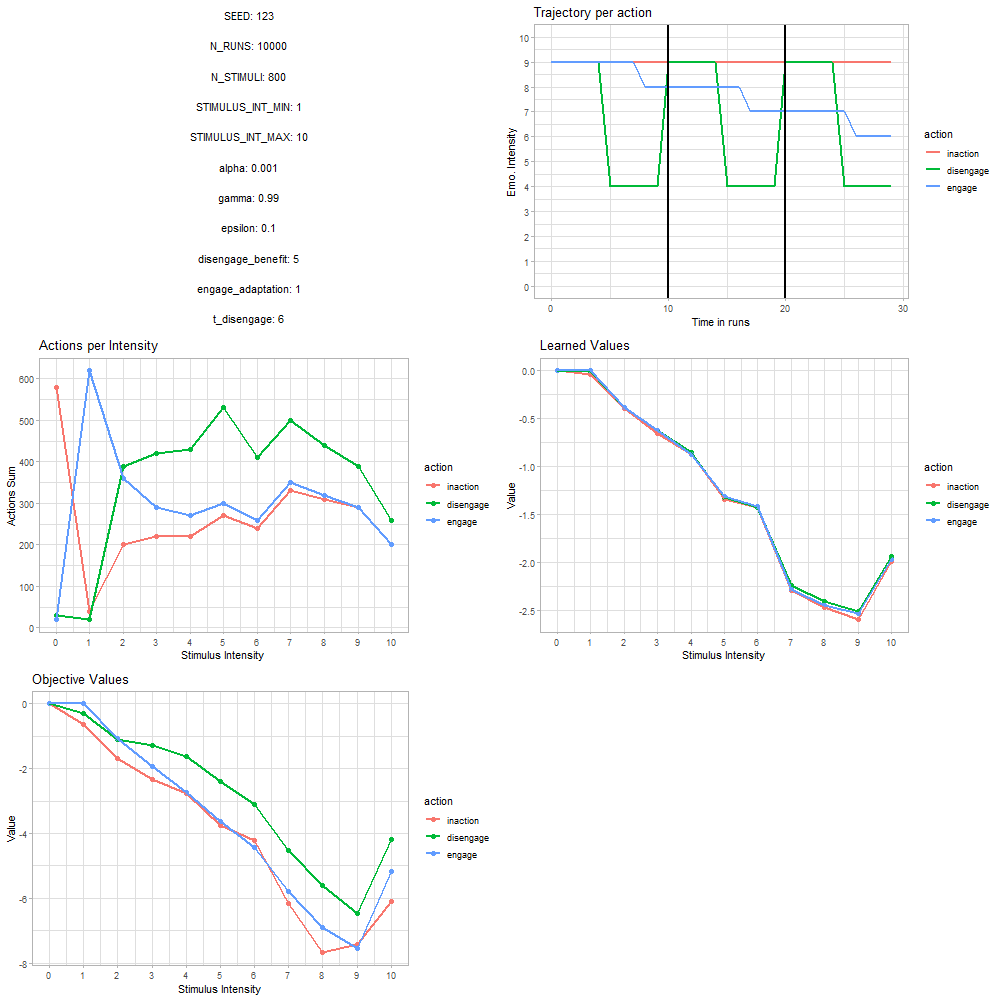 SEED: 123
N_RUNS: 10000
N_STIMULI: 800
STIMULUS_INT_MIN: 1
STIMULUS_INT_MAX: 10
alpha: 0.001
gamma: 0.99
epsilon: 0.1
disengage_benefit: 5
engage_adaptation: 1
t_disengage: 6
Trajectory per action
10
9
8
7
6
5
4
3
2
1
0
Emo. Intensity
0 10 20 30
Time in runs
action
inaction
disengage
engage
Actions per Intensity
600
500
400
300
200
100
0
Actions Sum
0 1 2 3 4 5 6 7 8 9 10
Stimulus Intensity
action
inaction
disengage
engage
Learned Values
0.0
-0.5
-1.0
-1.5
-2.0
-2.5
Value
0 1 2 3 4 5 6 7 8 9 10
Stimulus Intensity
action
inaction
disengage
engage
Objective Values
0
-2
-4
-6
-8
Value
0 1 2 3 4 5 6 7 8 9 10
Stimulus Intensity
action
inaction
disengage
engage